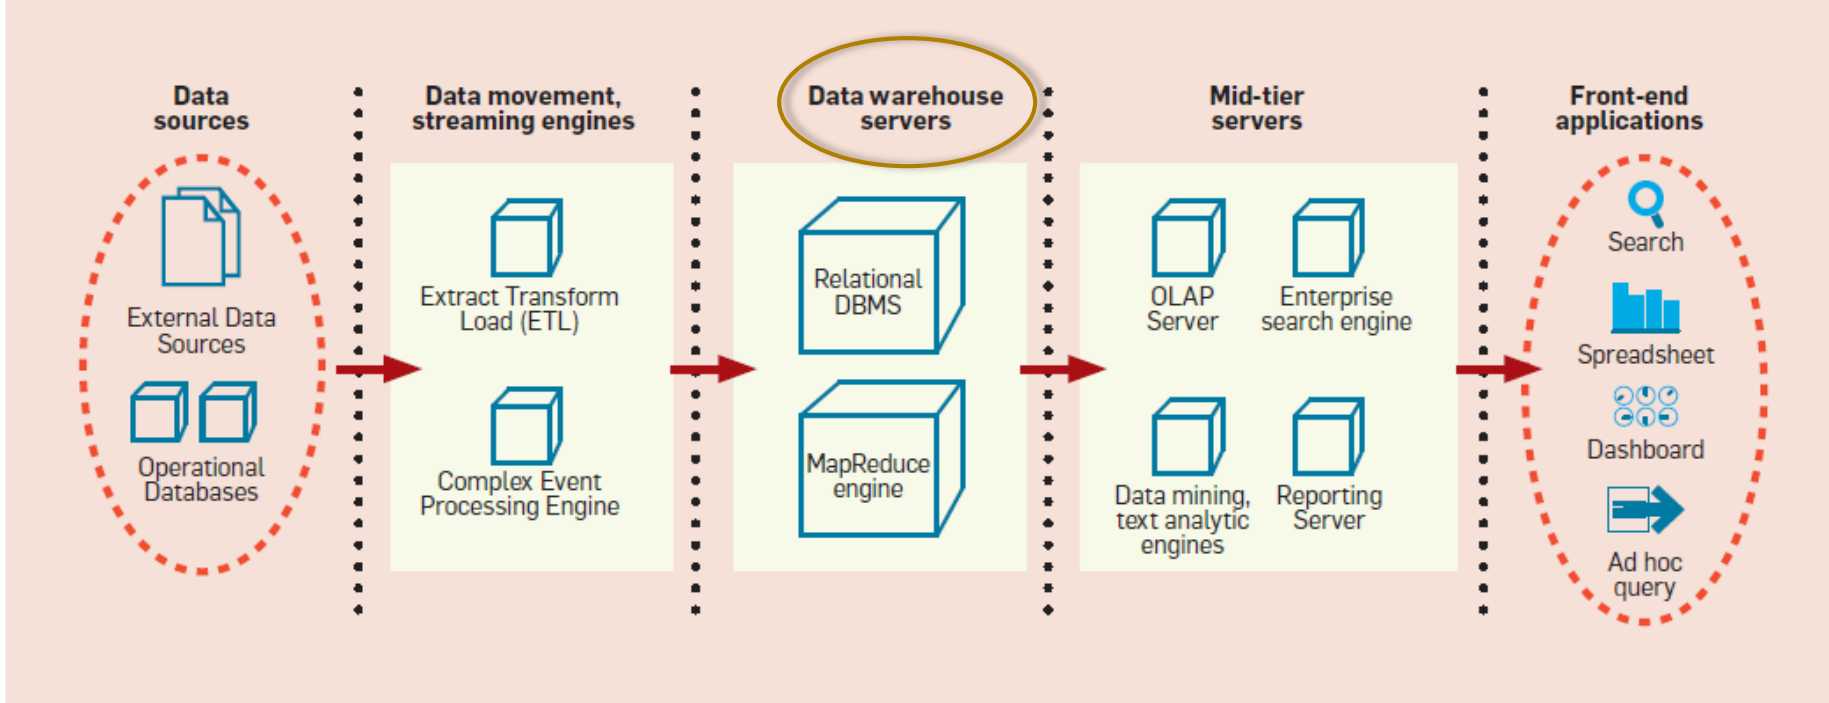 Data
sources
Data movement,
streaming engines
Data warehouse
servers
Mid-tier
servers
Front-end
applications
External Data
Sources
Operational
Databases
Extract Transform
Load (ETL)
Complex Event
Processing Engine
Relational
DBMS
MapReduce
engine
OLAP
Server
Enterprise
search engine
Data mining,
text analytic
engines
Reporting
Server
Search
Spreadsheet
Dashboard
Ad hoc
query